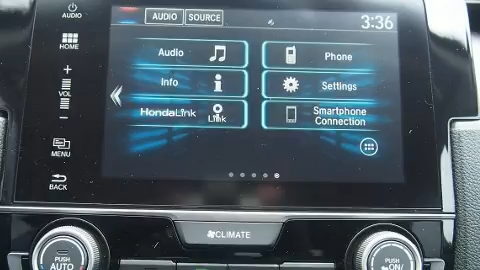 AUDIO
AUDIO SOURCE
3:36
HOME
Audio
Phone
+
VOL
−
Info
Settings
HondaLink
Link
Smartphone
Connection
MENU
BACK
CLIMATE
PUSH
AUTO
PUSH
ON/